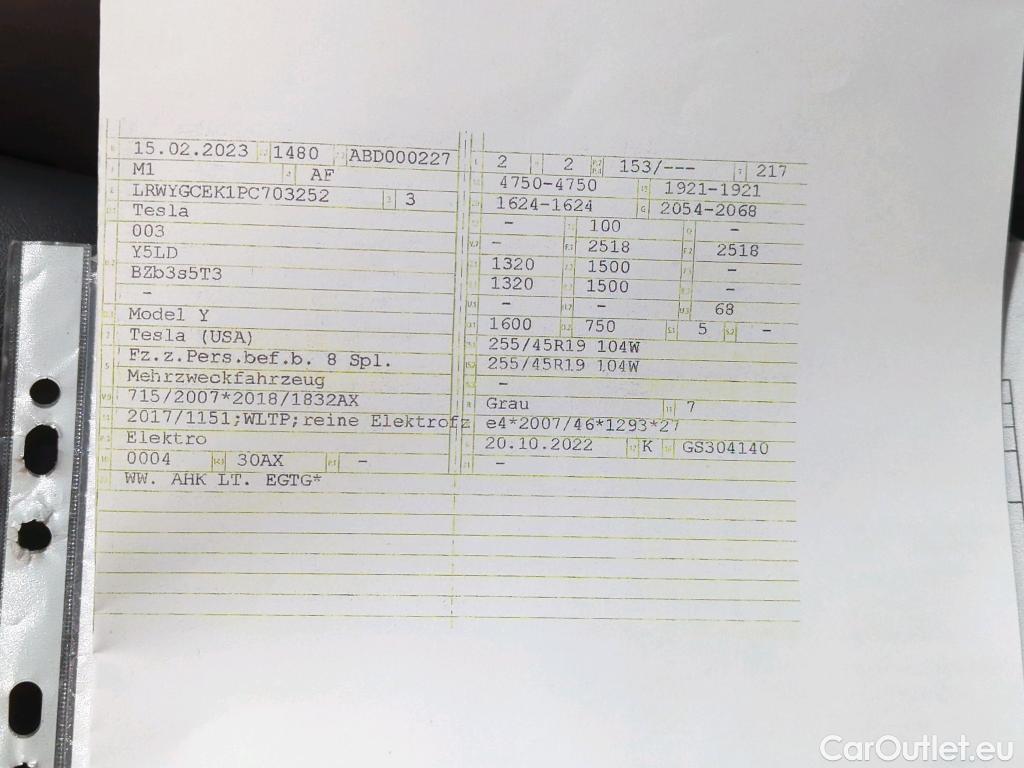 15.02.2023 1480 ABD000227
M1 AF
LRWYGCEK1PC703252 3
Tesla
003
Y5LD
BZb3s5T3
–
Model Y
Tesla (USA)
Fz.z.Pers.bef.b. 8 Spl.
Mehrzweckfahrzeug
715/2007*2018/1832AX
2017/1151;WLTP;reine Elektrofz
Elektro
0004 30AX –
WW. AHK LT. EGTG*
2 2 153/--- 217
4750-4750 1921-1921
1624-1624 G 2054-2068
– 100 –
– 2518 2518
1320 1500 –
1320 1500 –
– – 68
1600 750 5 –
255/45R19 104W
255/45R19 104W
–
Grau 7
e4*2007/46*1293*27
20.10.2022 K GS304140
–
CarOutlet.eu